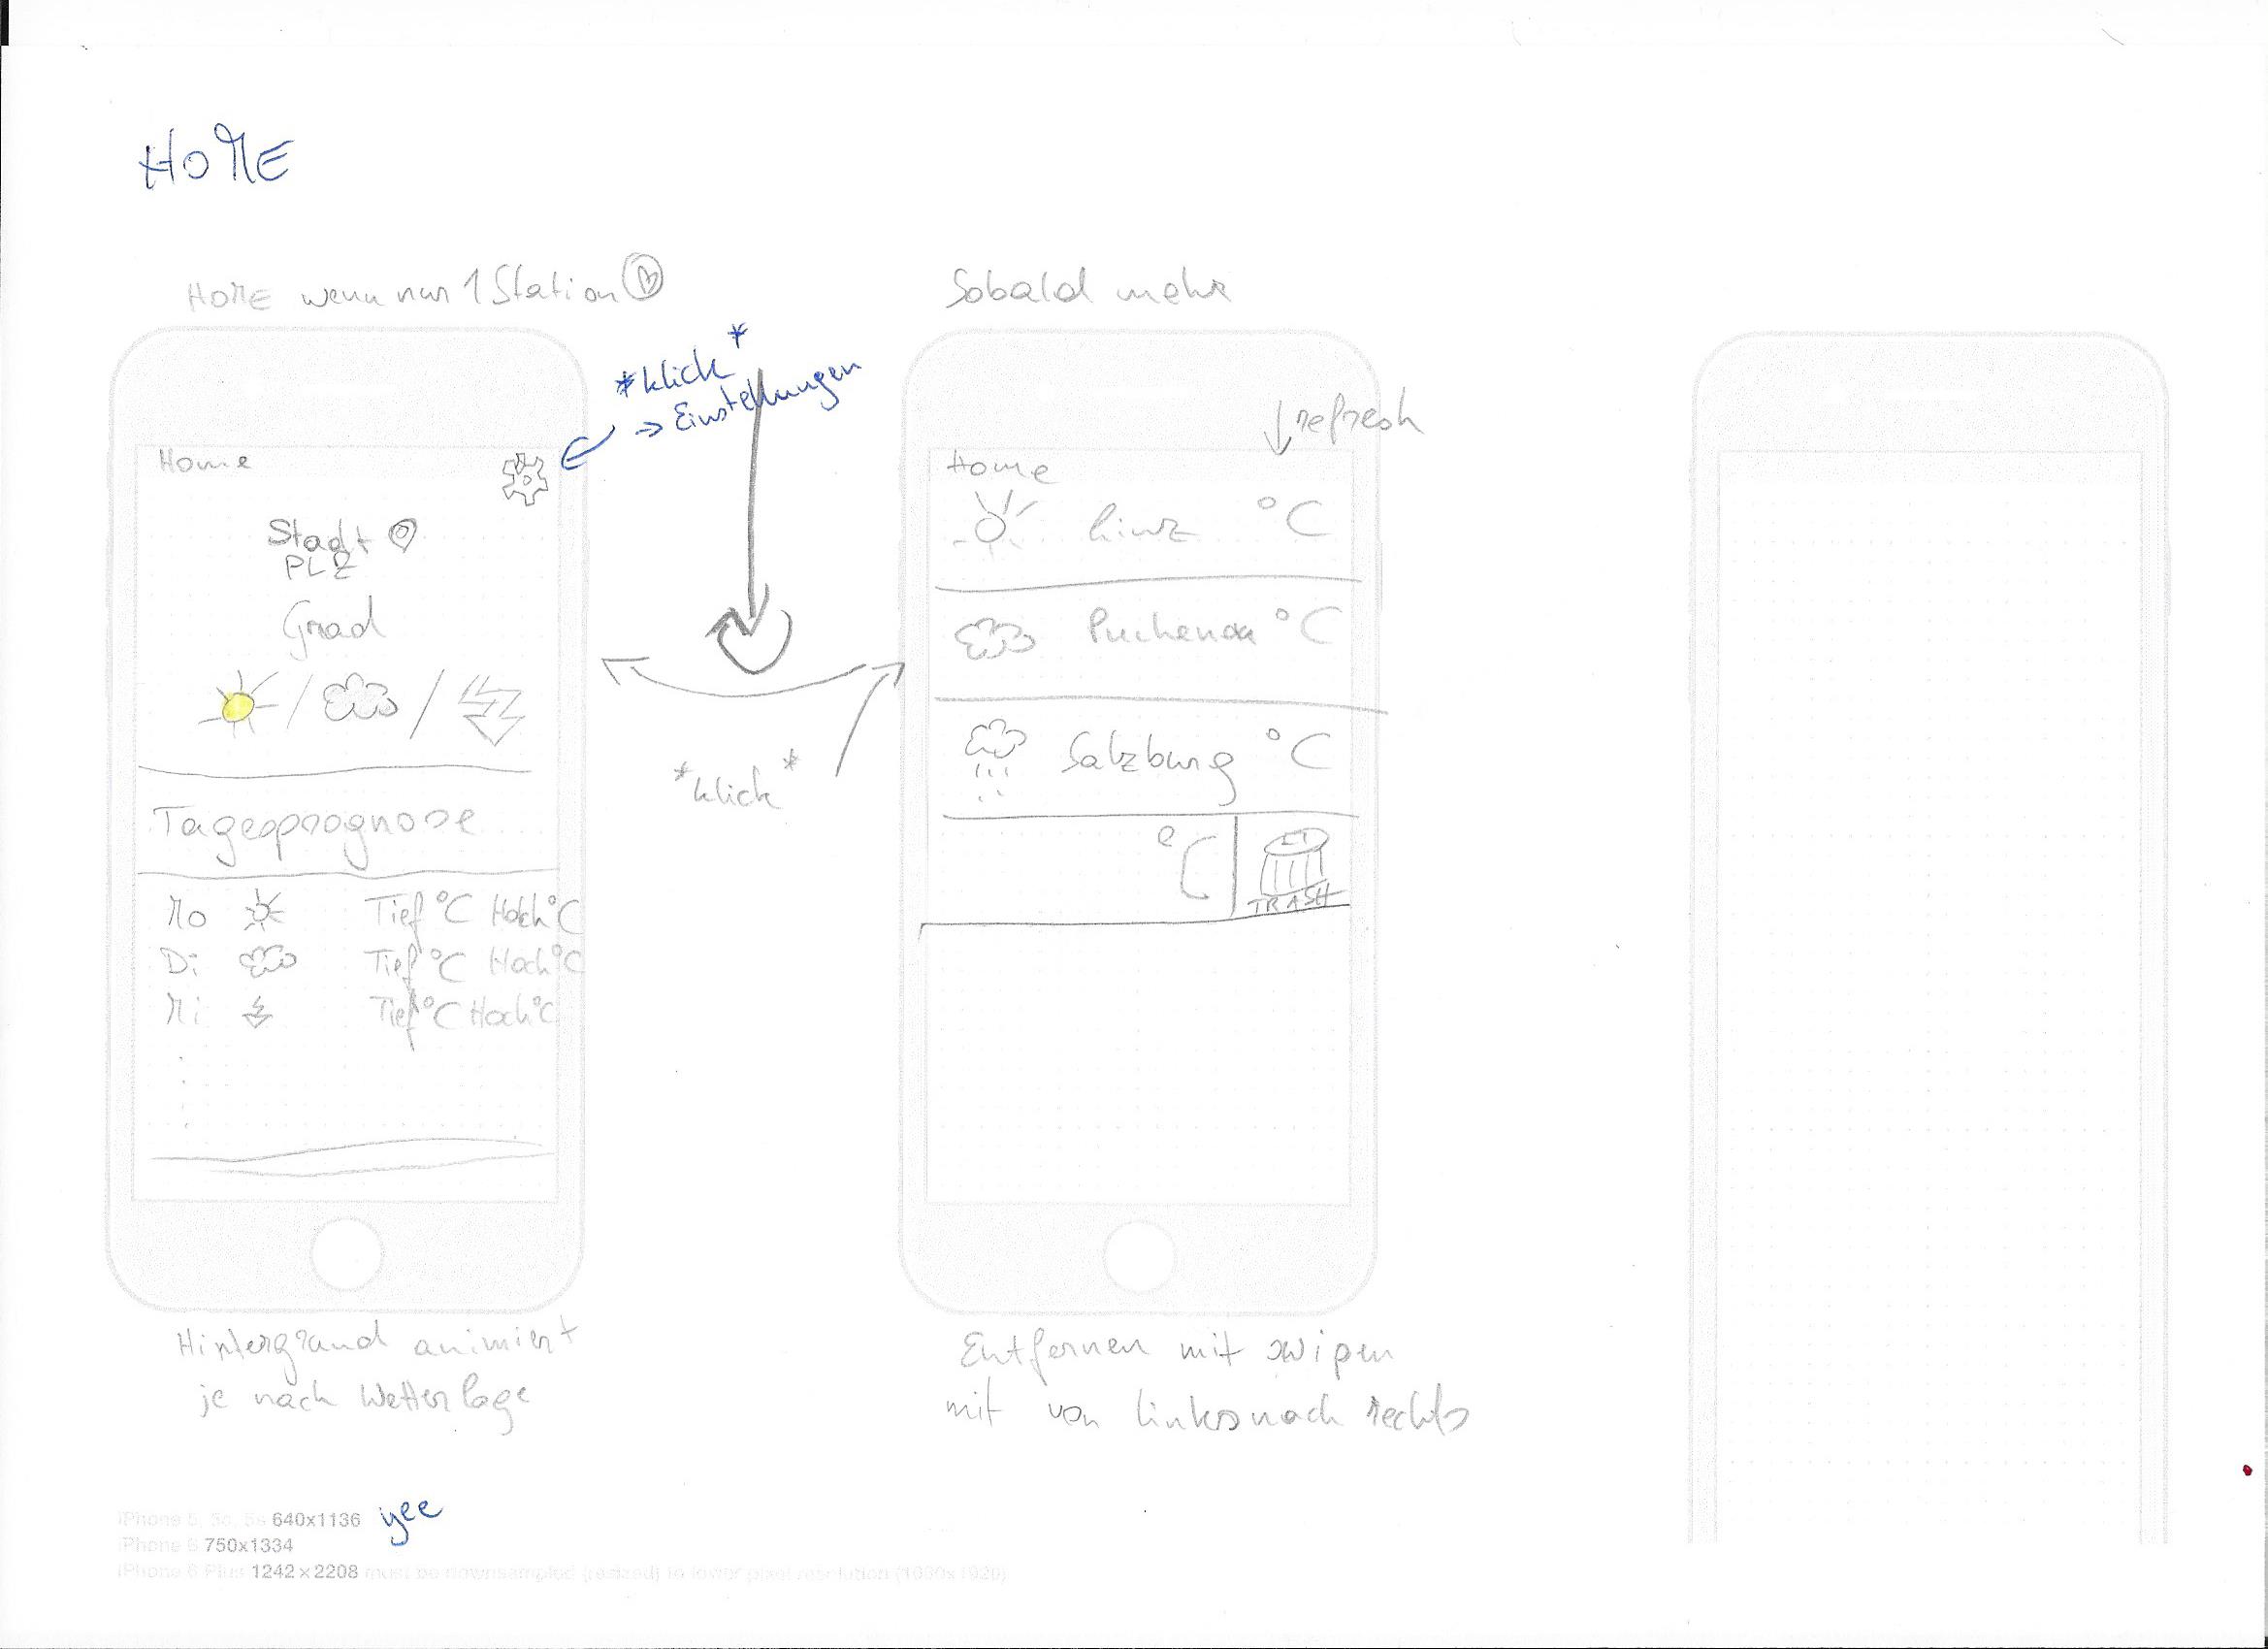 HOME
Home wenn nur 1 Station
Sobald mehr
*klick*
→ Einstellungen
↓ refresh
Home
Stadt
PLZ
Grad
/ /
Tagesprognose
Mo Tief °C Hoch °C
Di Tief °C Hoch °C
Mi Tief °C Hoch °C
*klick*
Home
Linz °C
Puchenau °C
Salzburg °C
°C TRASH
Hintergrund animiert
je nach Wetterlage
Entfernen mit swipen
mit von links nach rechts
iPhone 5, 5c, 5s 640x1136 yee
iPhone 6 750x1334
iPhone 6 Plus 1242x2208 must be downsampled (resized) to lower pixel resolution (1080x1920)